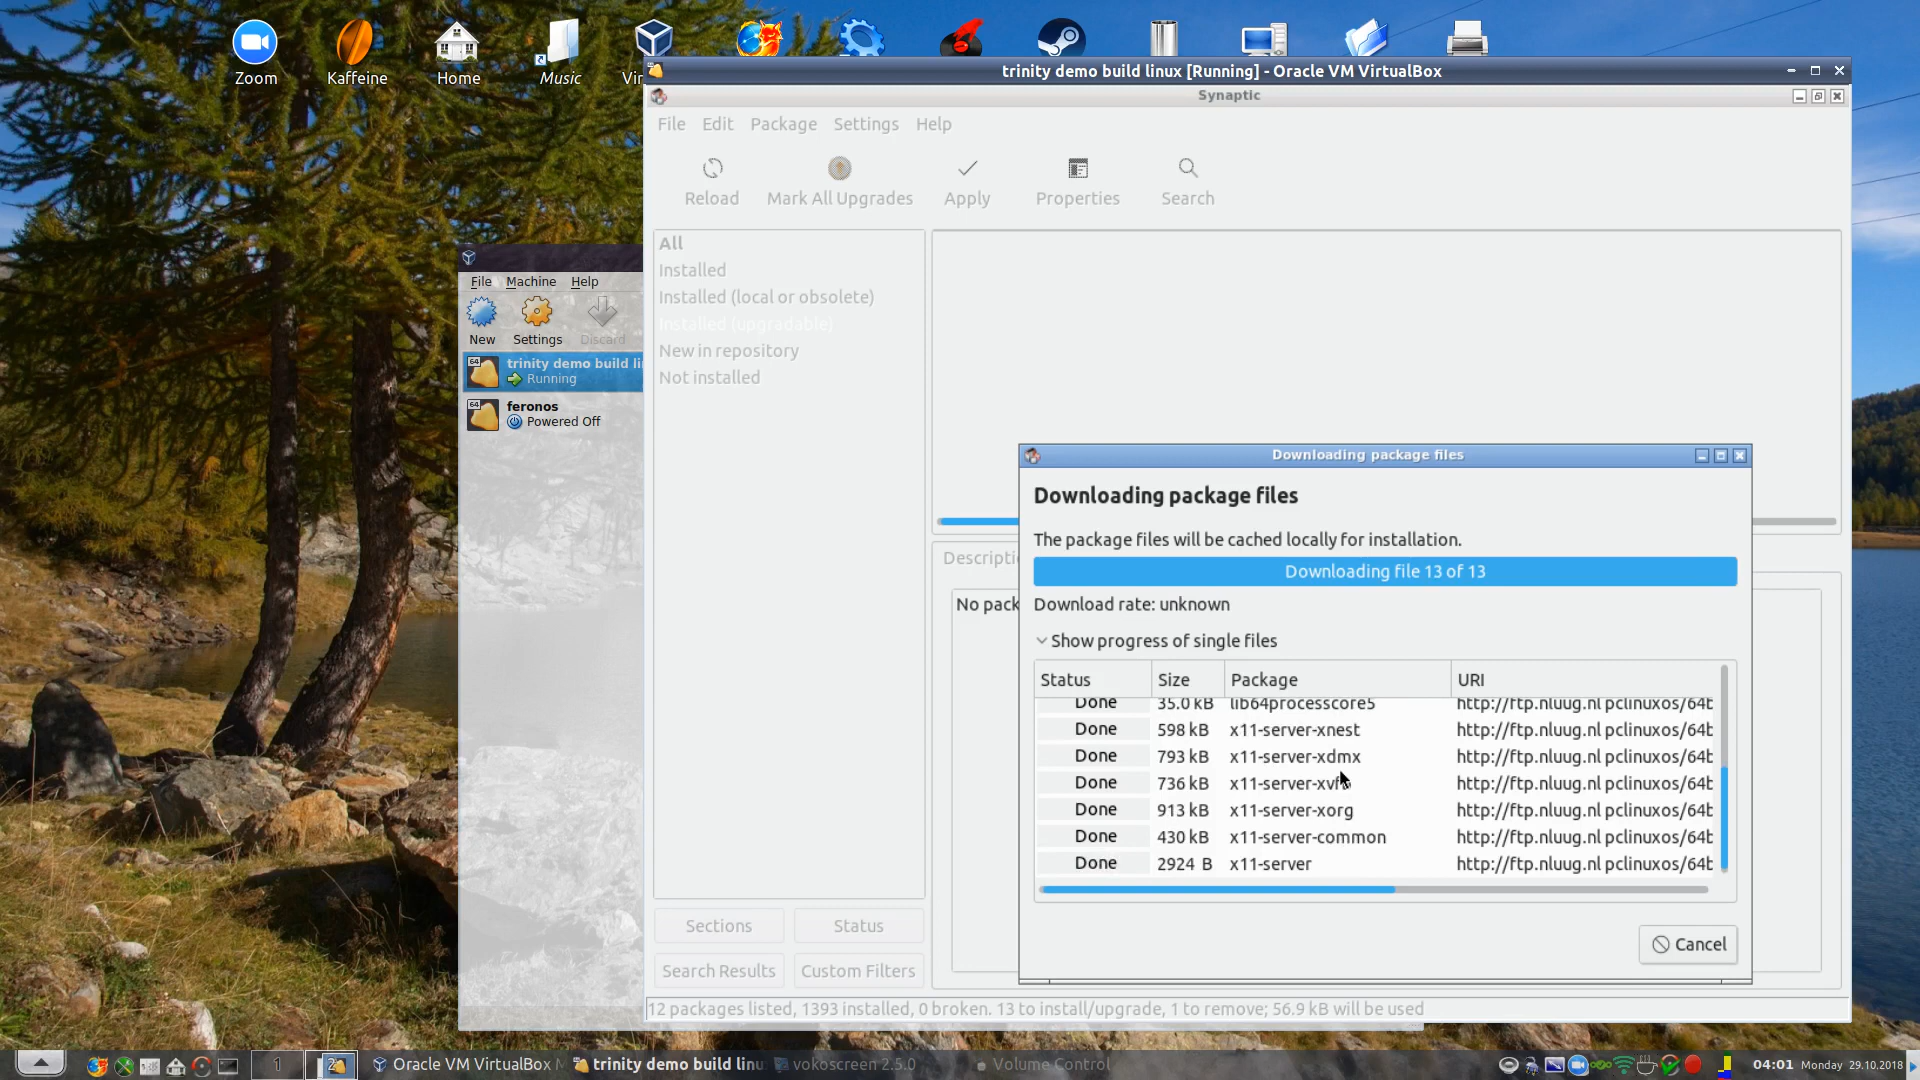 Zoom
Kaffeine
Home
Music
trinity demo build linux [Running] - Oracle VM VirtualBox
Synaptic
File Edit Package Settings Help
Reload
Mark All Upgrades
Apply
Properties
Search
All
Installed
Installed (local or obsolete)
Installed (upgradable)
New in repository
Not installed
File Machine Help
New
Settings
Discard
64
trinity demo build li
Running
64
feronos
Powered Off
Downloading package files
Downloading package files
The package files will be cached locally for installation.
Downloading file 13 of 13
Download rate: unknown
Show progress of single files
Status Size Package URI
Done 35.0 kB lib64processcore5 http://ftp.nluug.nl pclinuxos/64b
Done 598 kB x11-server-xnest http://ftp.nluug.nl pclinuxos/64b
Done 793 kB x11-server-xdmx http://ftp.nluug.nl pclinuxos/64b
Done 736 kB http://ftp.nluug.nl pclinuxos/64b
Done 913 kB x11-server-xorg http://ftp.nluug.nl pclinuxos/64b
Done 430 kB x11-server-common http://ftp.nluug.nl pclinuxos/64b
Done 2924 B x11-server http://ftp.nluug.nl pclinuxos/64b
Cancel
Descripti
No pack
Sections
Status
Search Results
Custom Filters
12 packages listed, 1393 installed, 0 broken. 13 to install/upgrade, 1 to remove; 56.9 kB will be used
1
2
Oracle VM VirtualBox
trinity demo build linu
vokoscreen 2.5.0
Volume Control
04:01 Monday 29.10.2018